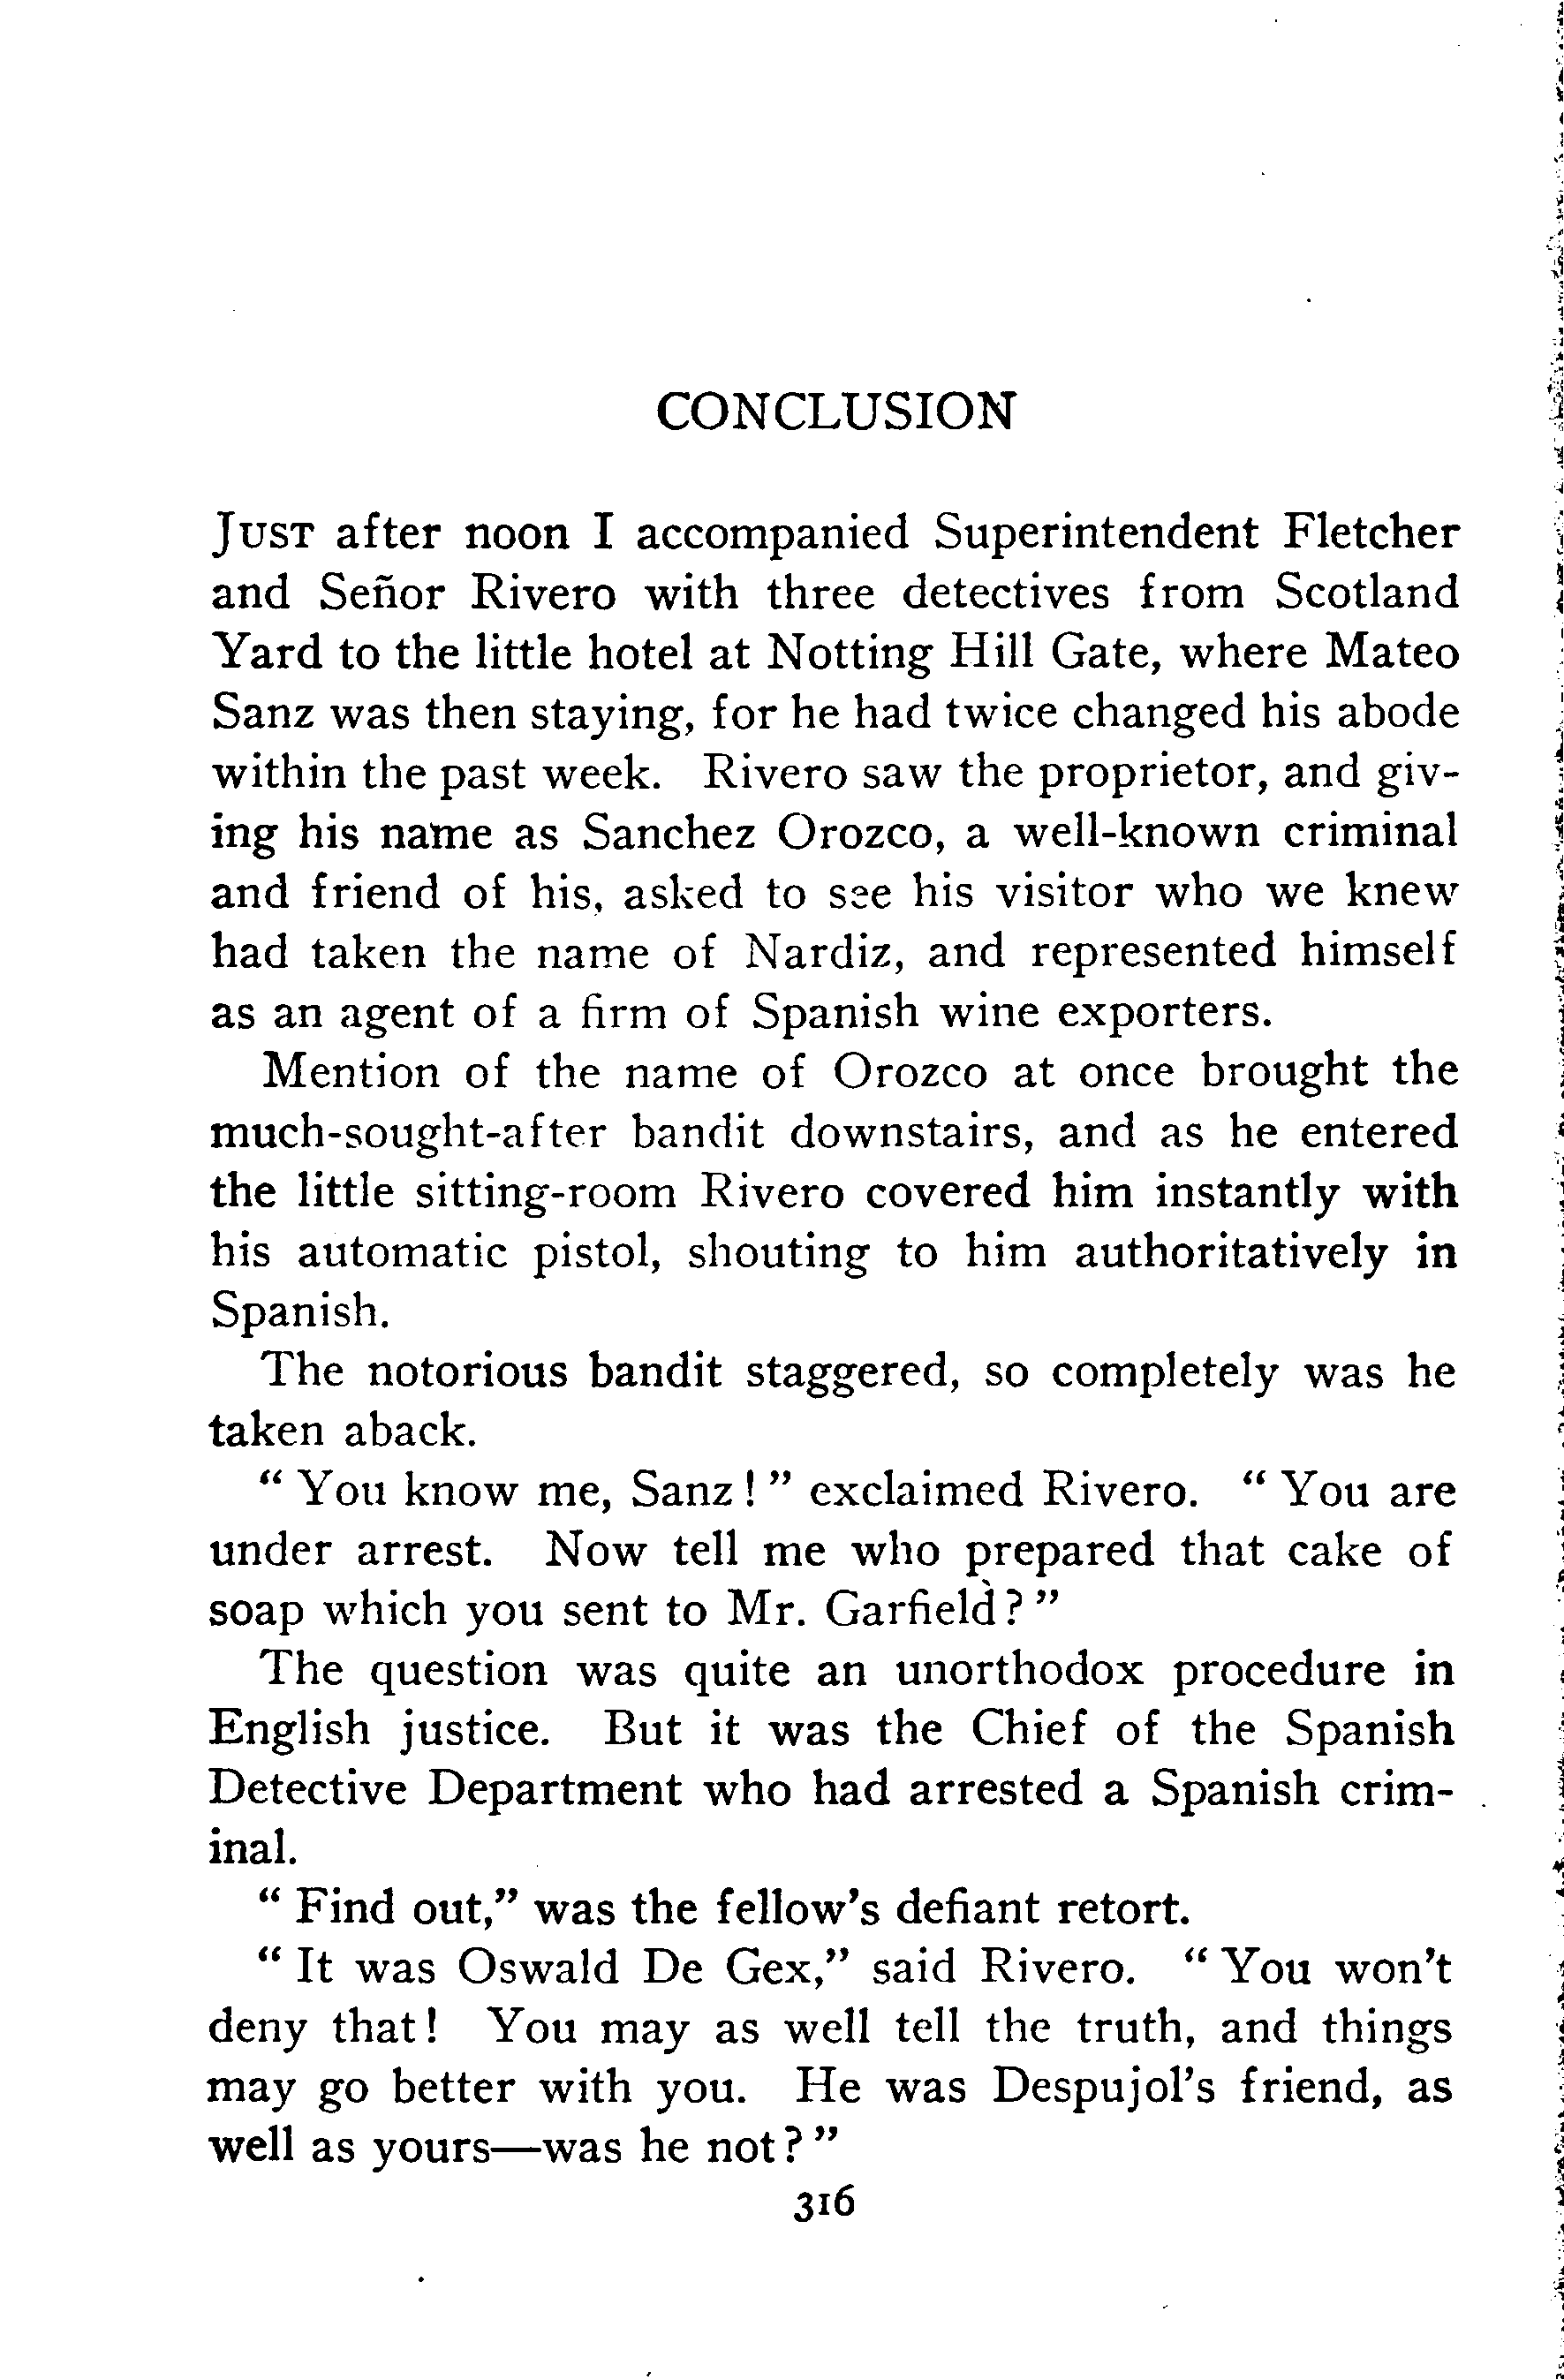 CONCLUSION
JUST after noon I accompanied Superintendent Fletcher
and Señor Rivero with three detectives from Scotland
Yard to the little hotel at Notting Hill Gate, where Mateo
Sanz was then staying, for he had twice changed his abode
within the past week. Rivero saw the proprietor, and giv-
ing his name as Sanchez Orozco, a well-known criminal
and friend of his, asked to see his visitor who we knew
had taken the name of Nardiz, and represented himself
as an agent of a firm of Spanish wine exporters.
Mention of the name of Orozco at once brought the
much-sought-after bandit downstairs, and as he entered
the little sitting-room Rivero covered him instantly with
his automatic pistol, shouting to him authoritatively in
Spanish.
The notorious bandit staggered, so completely was he
taken aback.
“ You know me, Sanz ! ” exclaimed Rivero. “ You are
under arrest. Now tell me who prepared that cake of
soap which you sent to Mr. Garfield ? ”
The question was quite an unorthodox procedure in
English justice. But it was the Chief of the Spanish
Detective Department who had arrested a Spanish crim-
inal.
“ Find out,” was the fellow's defiant retort.
“ It was Oswald De Gex,” said Rivero. “ You won't
deny that ! You may as well tell the truth, and things
may go better with you. He was Despujol's friend, as
well as yours—was he not ? ”
316